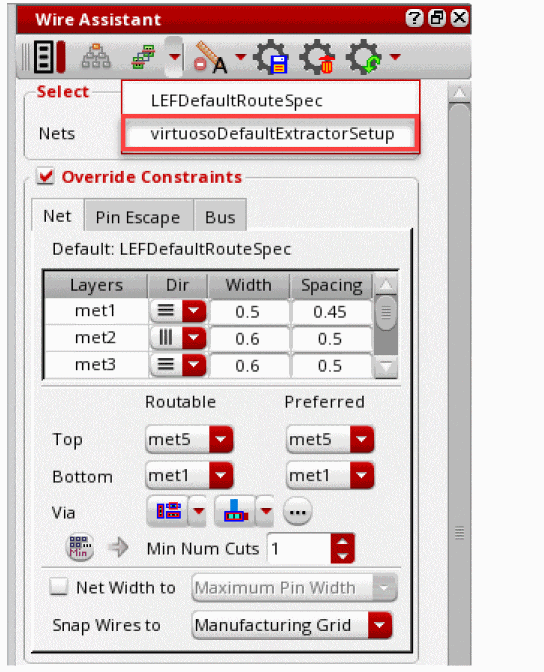 Wire Assistant
A
Select
LEFDefaultRouteSpec
Nets
virtuosoDefaultExtractorSetup
Override Constraints
Net Pin Escape Bus
Default: LEFDefaultRouteSpec
Layers Dir Width Spacing
met1 0.5 0.45
met2 0.6 0.5
met3 0.6 0.5
Routable Preferred
Top met5 met5
Bottom met1 met1
Via ...
Min Min Num Cuts 1
Net Width to Maximum Pin Width
Snap Wires to Manufacturing Grid